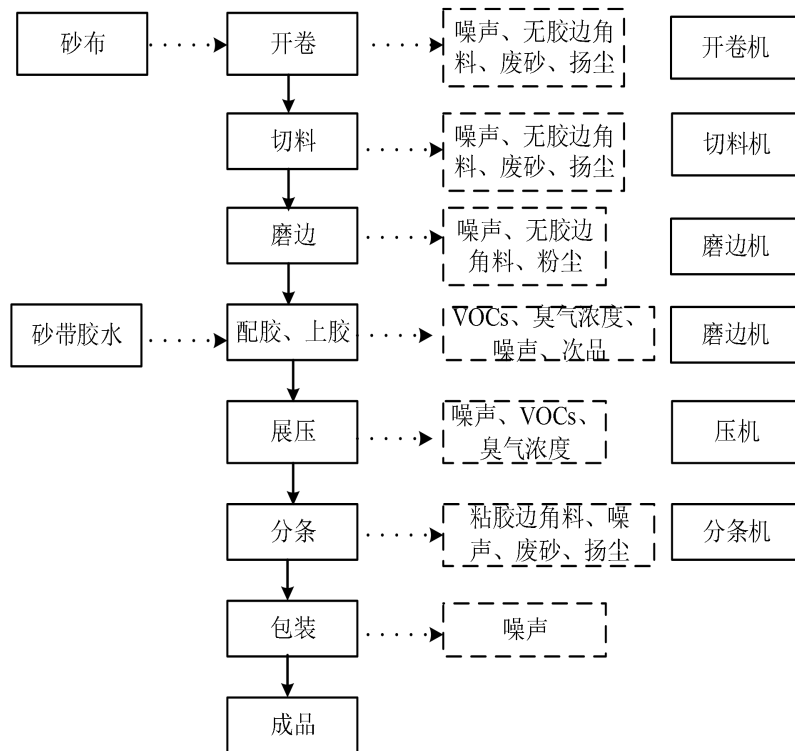 砂布
开卷
噪声、无胶边角
料、废砂、扬尘
开卷机
切料
噪声、无胶边角
料、废砂、扬尘
切料机
磨边
噪声、无胶边
角料、粉尘
磨边机
砂带胶水
配胶、上胶
VOCs、臭气浓度、
噪声、次品
磨边机
展压
噪声、VOCs、
臭气浓度
压机
分条
粘胶边角料、噪
声、废砂、扬尘
分条机
包装
噪声
成品